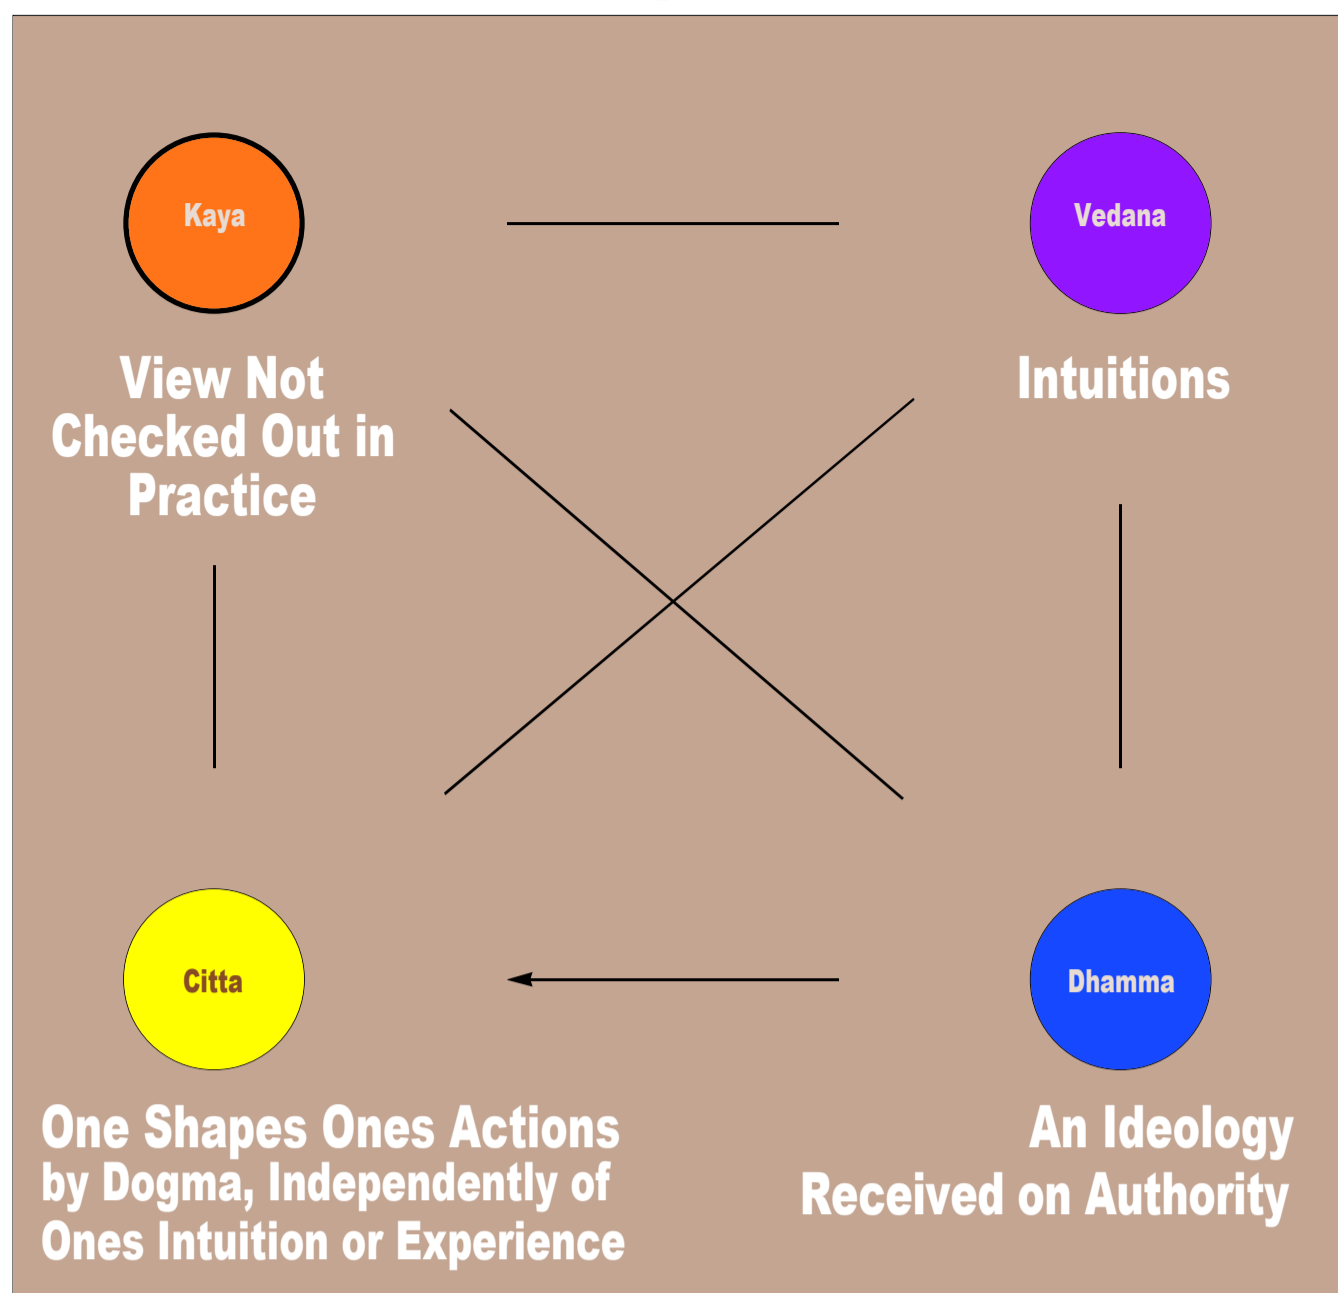 Kaya
Vedana
View Not
Checked Out in
Practice
Intuitions
Citta
Dhamma
One Shapes Ones Actions
by Dogma, Independently of
Ones Intuition or Experience
An Ideology
Received on Authority